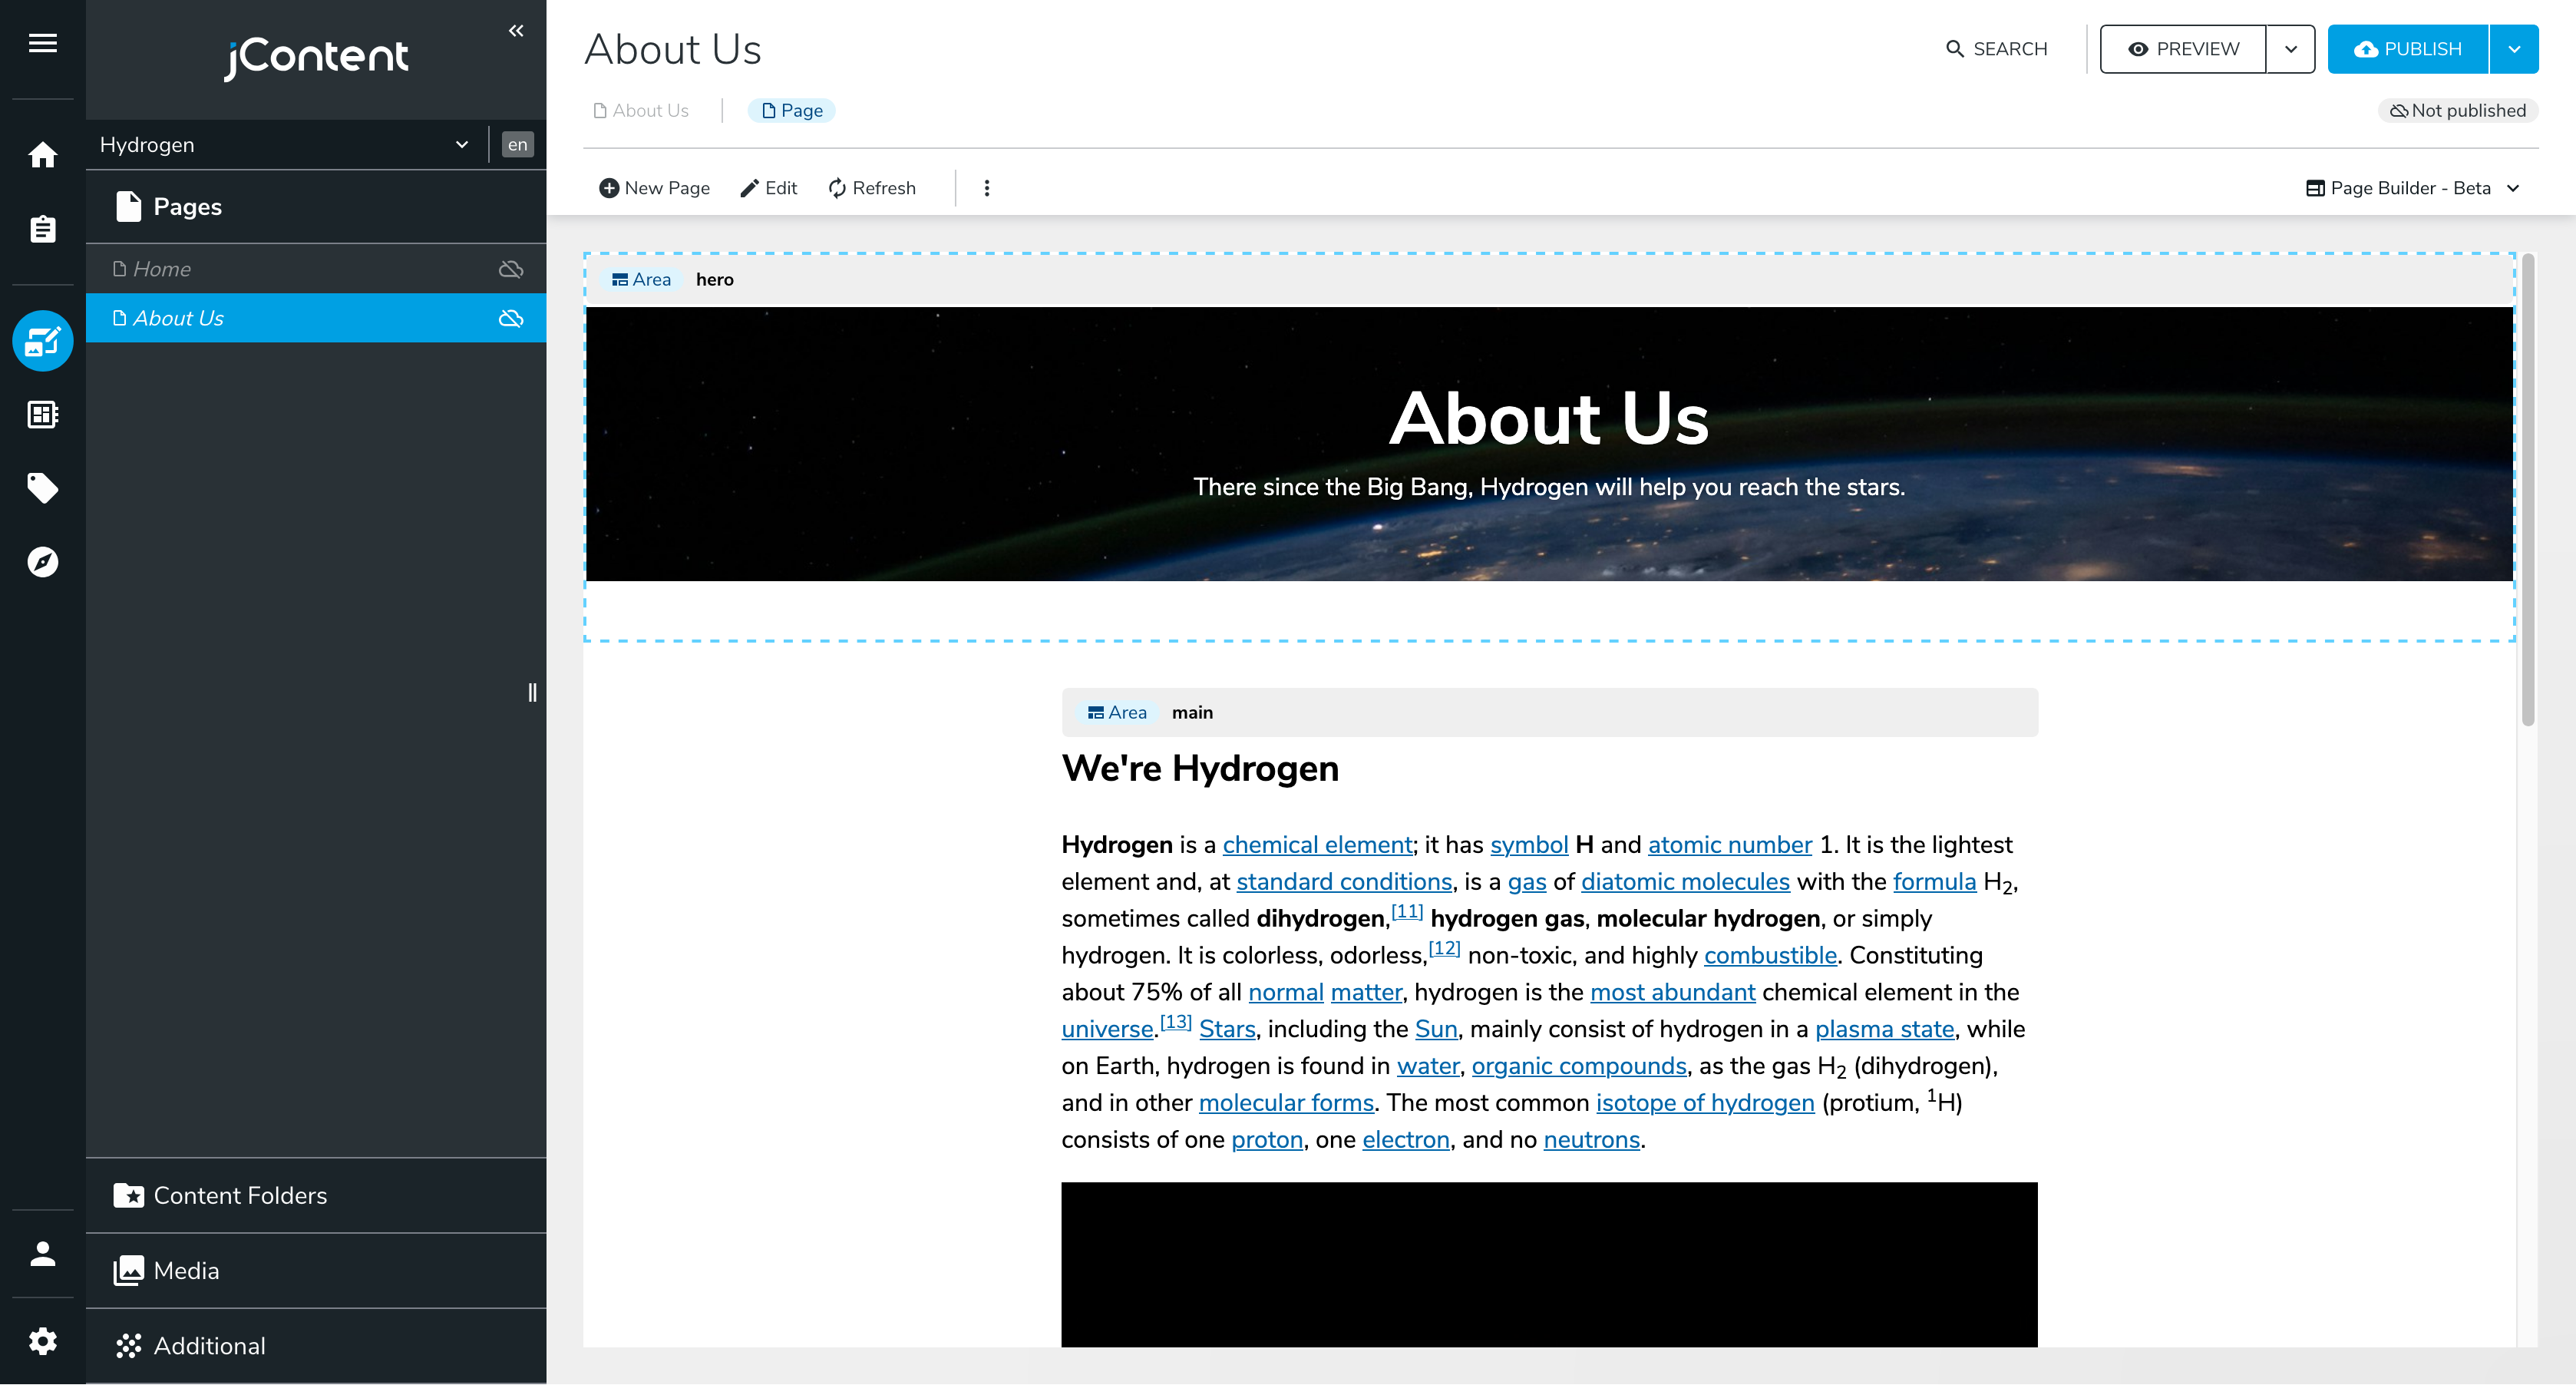 jContent
Hydrogen
en
Pages
Home
About Us
Content Folders
Media
Additional
About Us
SEARCH
PREVIEW
PUBLISH
About Us
Page
Not published
New Page
Edit
Refresh
Page Builder - Beta
Area hero
About Us
There since the Big Bang, Hydrogen will help you reach the stars.
Area main
We're Hydrogen
Hydrogen is a chemical element; it has symbol H and atomic number 1. It is the lightest
element and, at standard conditions, is a gas of diatomic molecules with the formula H2,
sometimes called dihydrogen,[11] hydrogen gas, molecular hydrogen, or simply
hydrogen. It is colorless, odorless,[12] non-toxic, and highly combustible. Constituting
about 75% of all normal matter, hydrogen is the most abundant chemical element in the
universe.[13] Stars, including the Sun, mainly consist of hydrogen in a plasma state, while
on Earth, hydrogen is found in water, organic compounds, as the gas H2 (dihydrogen),
and in other molecular forms. The most common isotope of hydrogen (protium, 1H)
consists of one proton, one electron, and no neutrons.